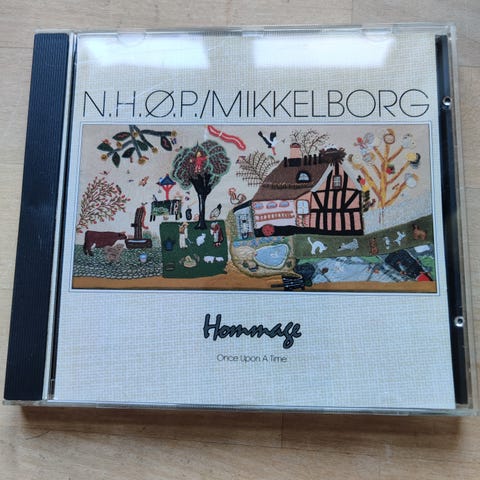 N.H.Ø.P./MIKKELBORG
Hommage
Once Upon A Time